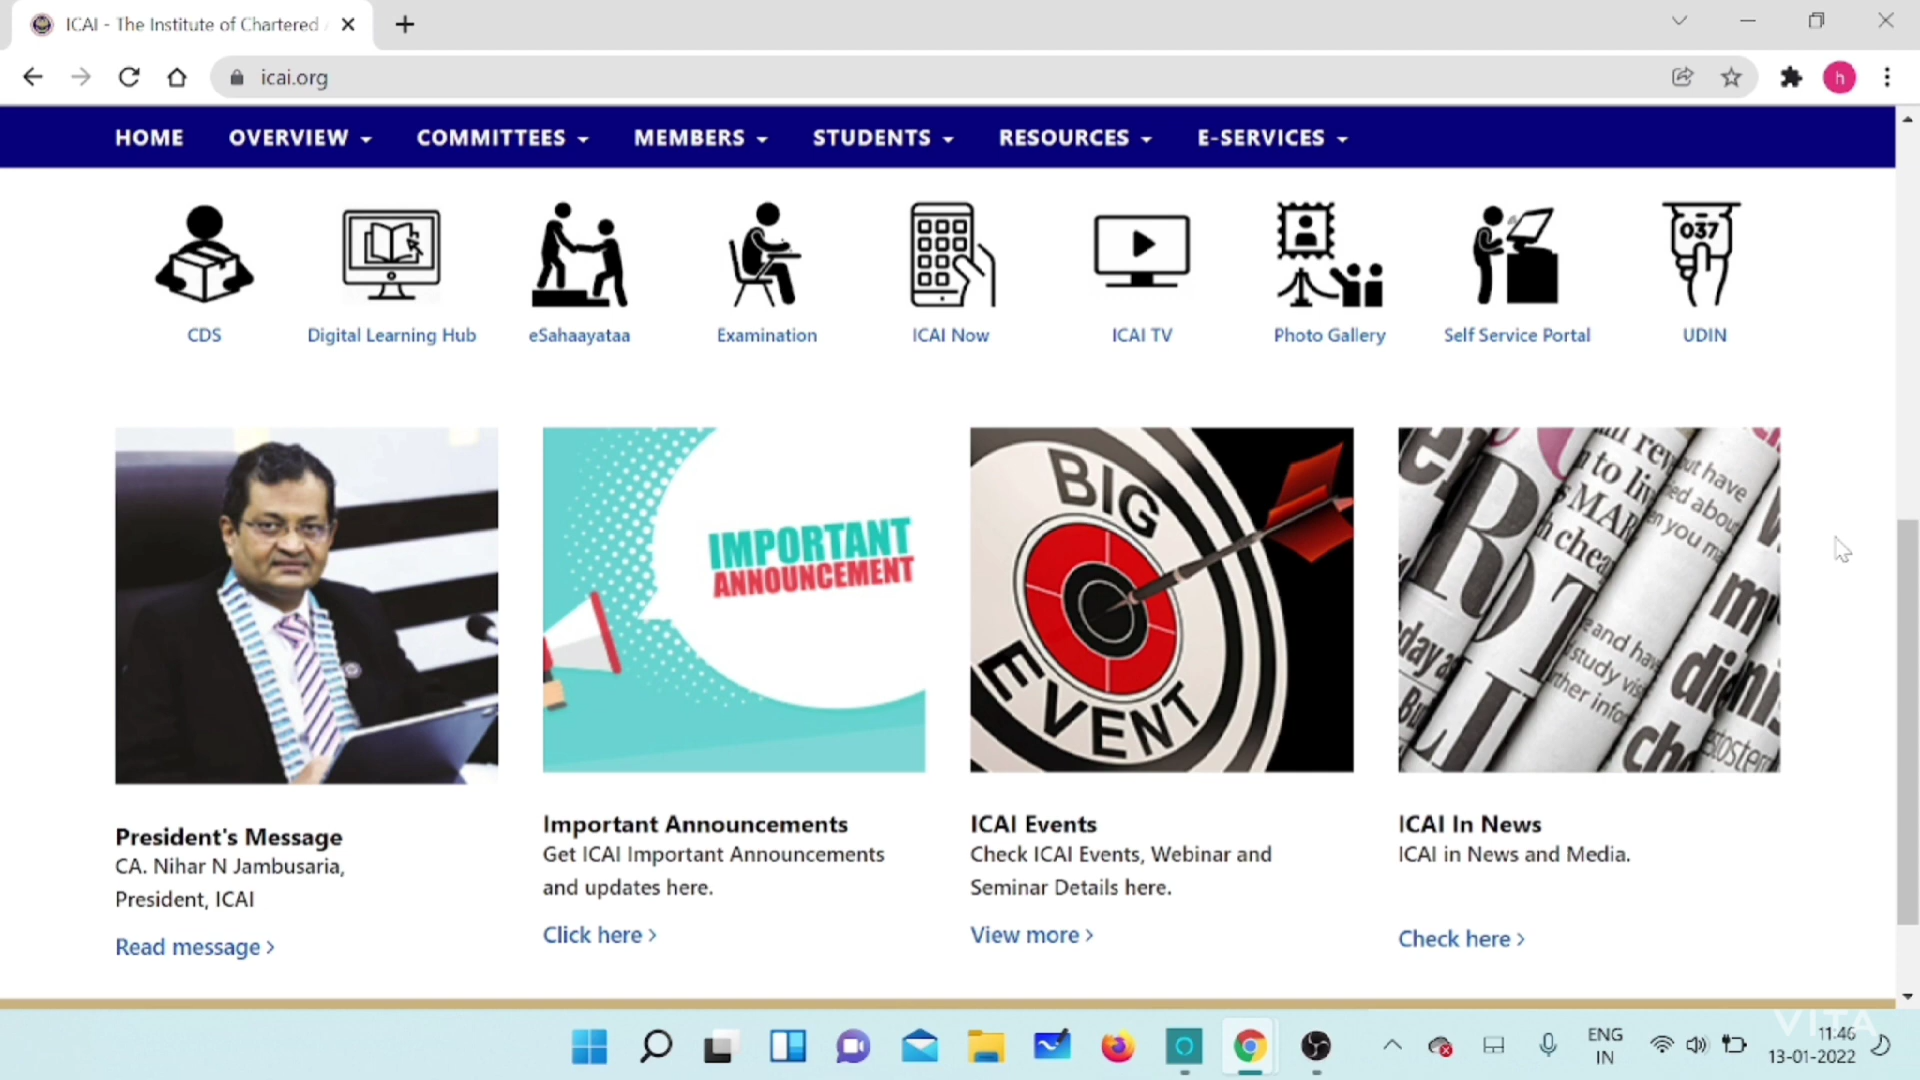 ICAI - The Institute of Chartered
icai.org
h
HOME OVERVIEW COMMITTEES MEMBERS STUDENTS RESOURCES E-SERVICES
037
CDS Digital Learning Hub eSahaayataa Examination ICAI Now ICAI TV Photo Gallery Self Service Portal UDIN
IMPORTANT
ANNOUNCEMENT
BIG
EVENT
President's Message
CA. Nihar N Jambusaria,
President, ICAI
Read message >
Important Announcements
Get ICAI Important Announcements
and updates here.
Click here >
ICAI Events
Check ICAI Events, Webinar and
Seminar Details here.
View more >
ICAI In News
ICAI in News and Media.
Check here >
VITA
ENG
IN
11:46
13-01-2022